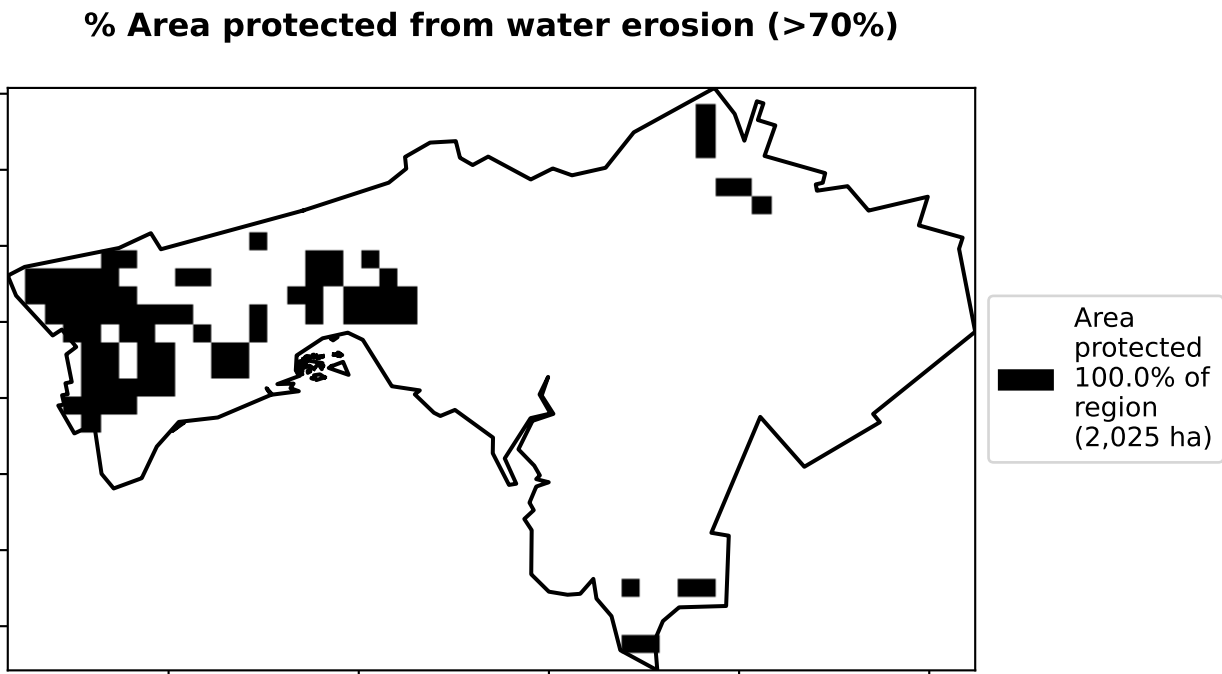 % Area protected from water erosion (>70%)
Area
protected
100.0% of
region
(2,025 ha)